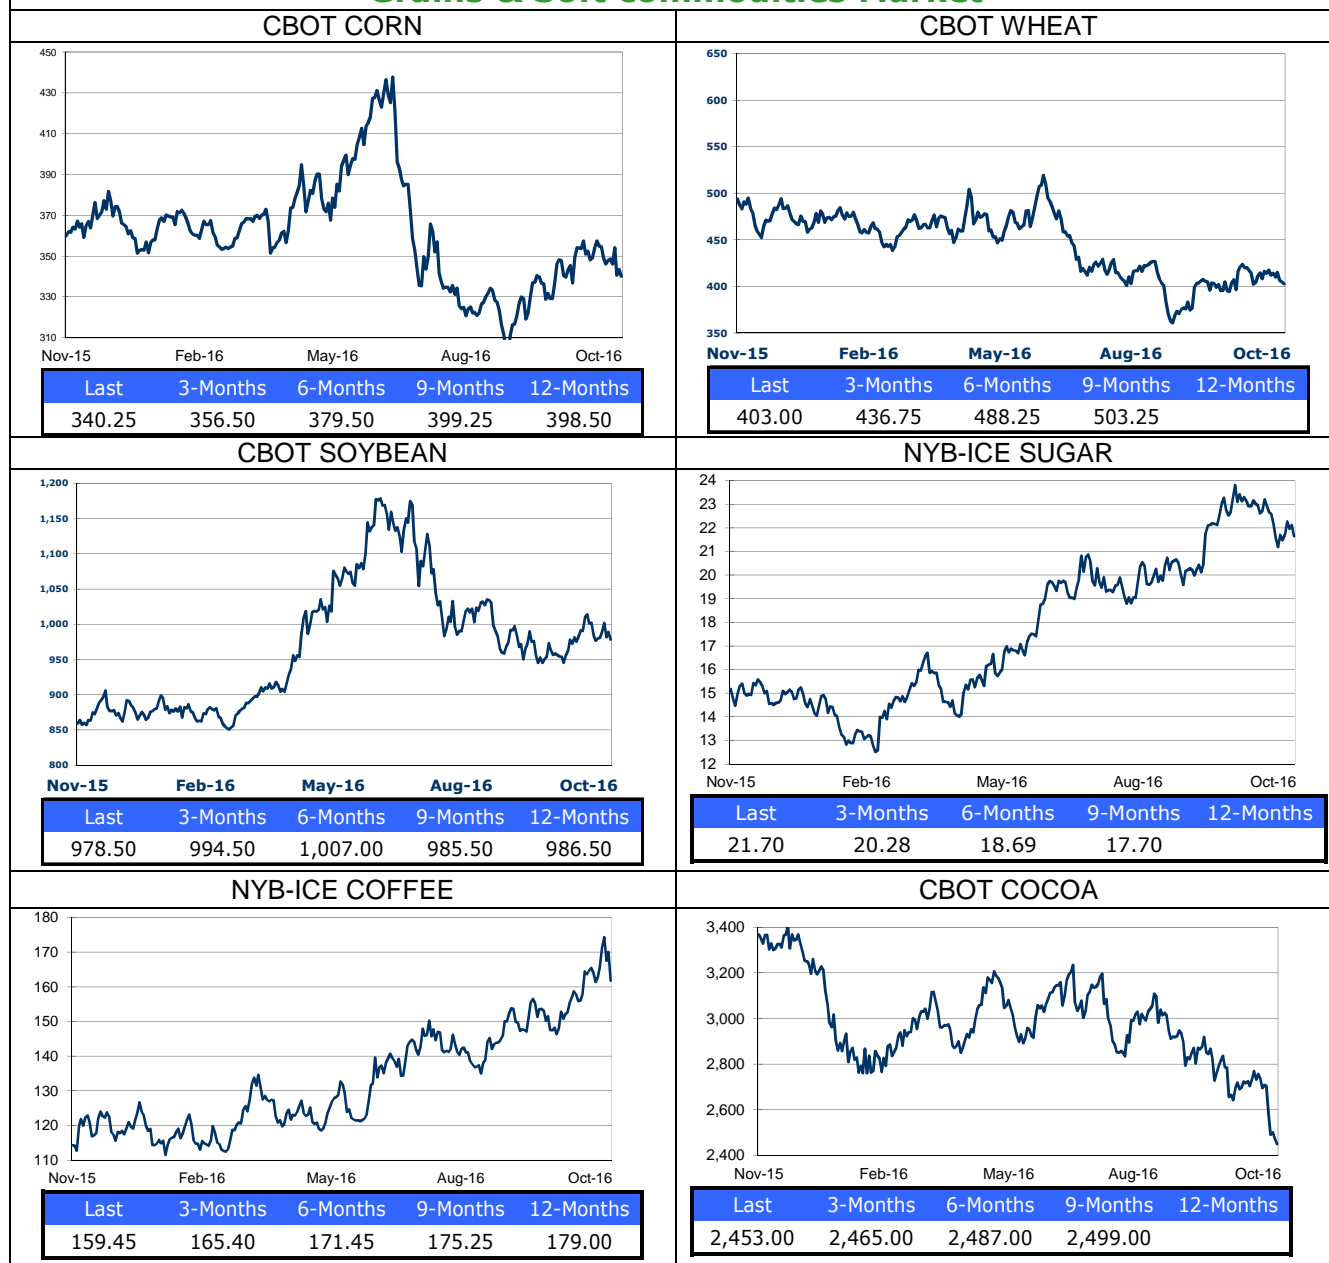 CBOT CORN
450
430
410
390
370
350
330
310
Nov-15 Feb-16 May-16 Aug-16 Oct-16
Last 3-Months 6-Months 9-Months 12-Months
340.25 356.50 379.50 399.25 398.50
CBOT WHEAT
650
600
550
500
450
400
350
Nov-15 Feb-16 May-16 Aug-16 Oct-16
Last 3-Months 6-Months 9-Months 12-Months
403.00 436.75 488.25 503.25
CBOT SOYBEAN
1,200
1,150
1,100
1,050
1,000
950
900
850
800
Nov-15 Feb-16 May-16 Aug-16 Oct-16
Last 3-Months 6-Months 9-Months 12-Months
978.50 994.50 1,007.00 985.50 986.50
NYB-ICE SUGAR
24
23
22
21
20
19
18
17
16
15
14
13
12
Nov-15 Feb-16 May-16 Aug-16 Oct-16
Last 3-Months 6-Months 9-Months 12-Months
21.70 20.28 18.69 17.70
NYB-ICE COFFEE
180
170
160
150
140
130
120
110
Nov-15 Feb-16 May-16 Aug-16 Oct-16
Last 3-Months 6-Months 9-Months 12-Months
159.45 165.40 171.45 175.25 179.00
CBOT COCOA
3,400
3,200
3,000
2,800
2,600
2,400
Nov-15 Feb-16 May-16 Aug-16 Oct-16
Last 3-Months 6-Months 9-Months 12-Months
2,453.00 2,465.00 2,487.00 2,499.00